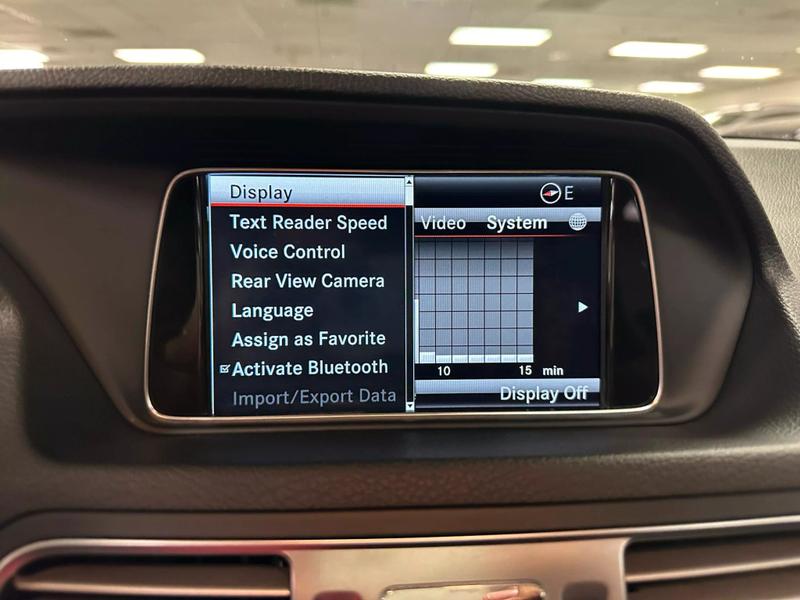 Display
Text Reader Speed
Voice Control
Rear View Camera
Language
Assign as Favorite
Activate Bluetooth
Import/Export Data
E
Video System
10 15 min
Display Off